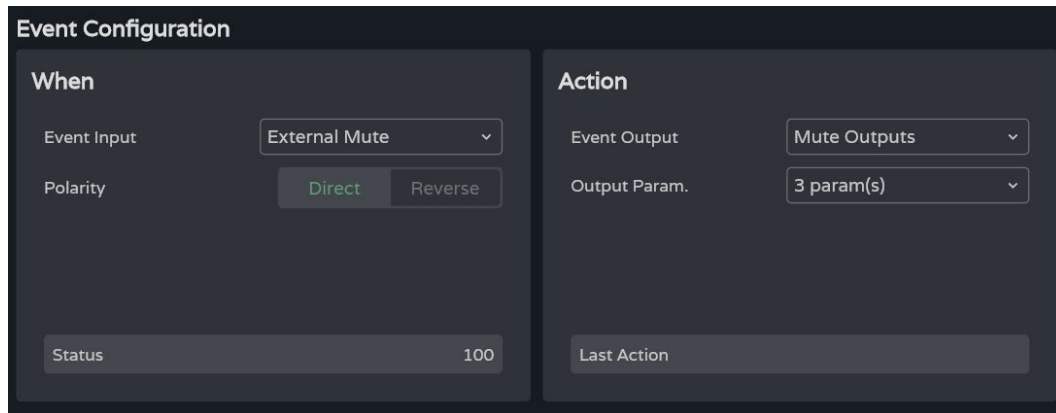 Event Configuration
When
Event Input External Mute
Polarity Direct Reverse
Status 100
Action
Event Output Mute Outputs
Output Param. 3 param(s)
Last Action